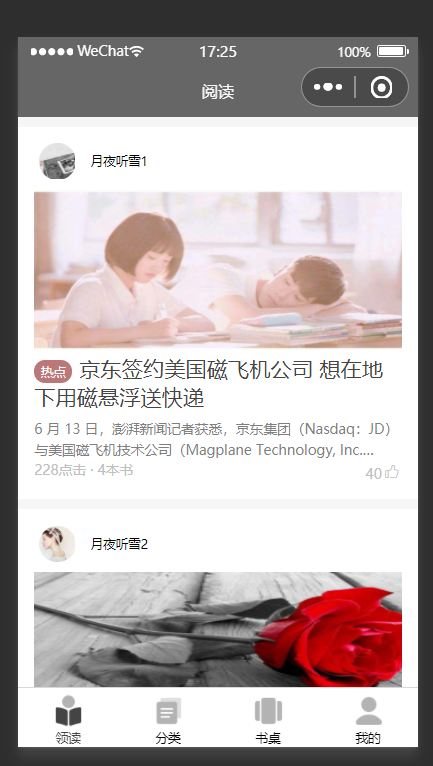 WeChat 17:25 100%
阅读
月夜听雪1
热点 京东签约美国磁飞机公司 想在地
下用磁悬浮送快递
6 月 13 日，澎湃新闻记者获悉，京东集团（Nasdaq：JD）
与美国磁飞机技术公司（Magplane Technology, Inc....
228点击 · 4本书 40
月夜听雪2
领读 分类 书桌 我的